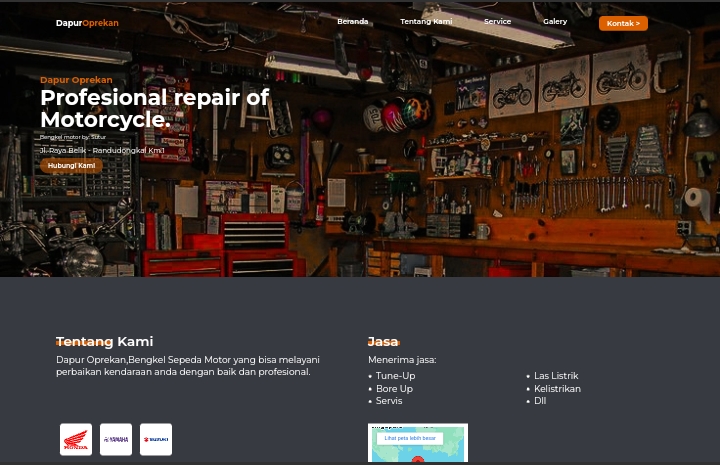 DapurOprekan
Beranda
Tentang Kami
Service
Galery
Kontak >
Dapur Oprekan
Profesional repair of
Motorcycle.
Bengkel motor by. Sutur
Jl. Raya Belik - Randudongkal Km.1
Hubungi Kami
Tentang Kami
Dapur Oprekan,Bengkel Sepeda Motor yang bisa melayani
perbaikan kendaraan anda dengan baik dan profesional.
Jasa
Menerima jasa:
• Tune-Up
• Bore Up
• Servis
• Las Listrik
• Kelistrikan
• Dll
HONDA
YAMAHA
SUZUKI
Lihat peta lebih besar